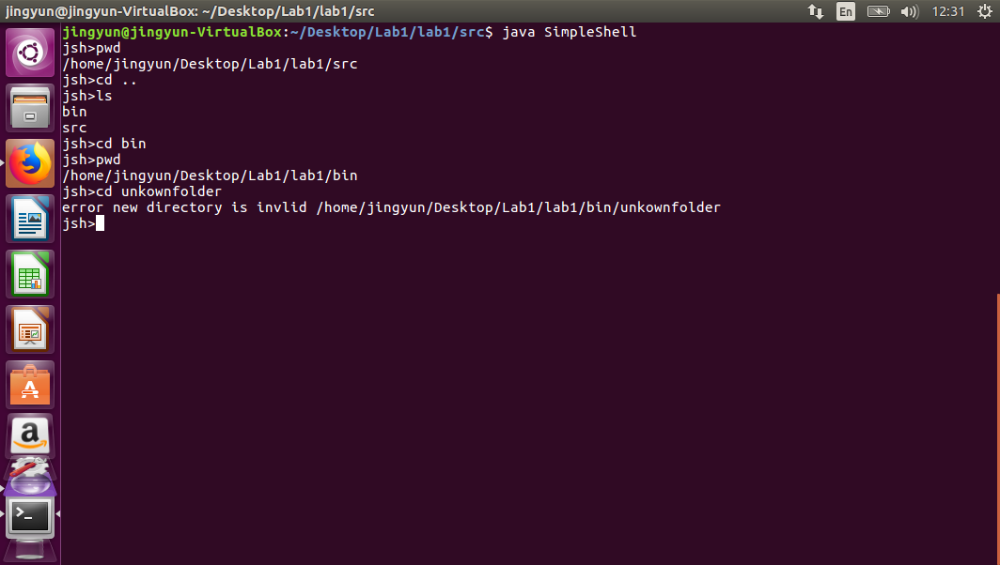 jingyun@jingyun-VirtualBox: ~/Desktop/Lab1/lab1/src
En
12:31
jingyun@jingyun-VirtualBox:~/Desktop/Lab1/lab1/src$ java SimpleShell
jsh>pwd
/home/jingyun/Desktop/Lab1/lab1/src
jsh>cd ..
jsh>ls
bin
src
jsh>cd bin
jsh>pwd
/home/jingyun/Desktop/Lab1/lab1/bin
jsh>cd unkownfolder
error new directory is invlid /home/jingyun/Desktop/Lab1/lab1/bin/unkownfolder
jsh>